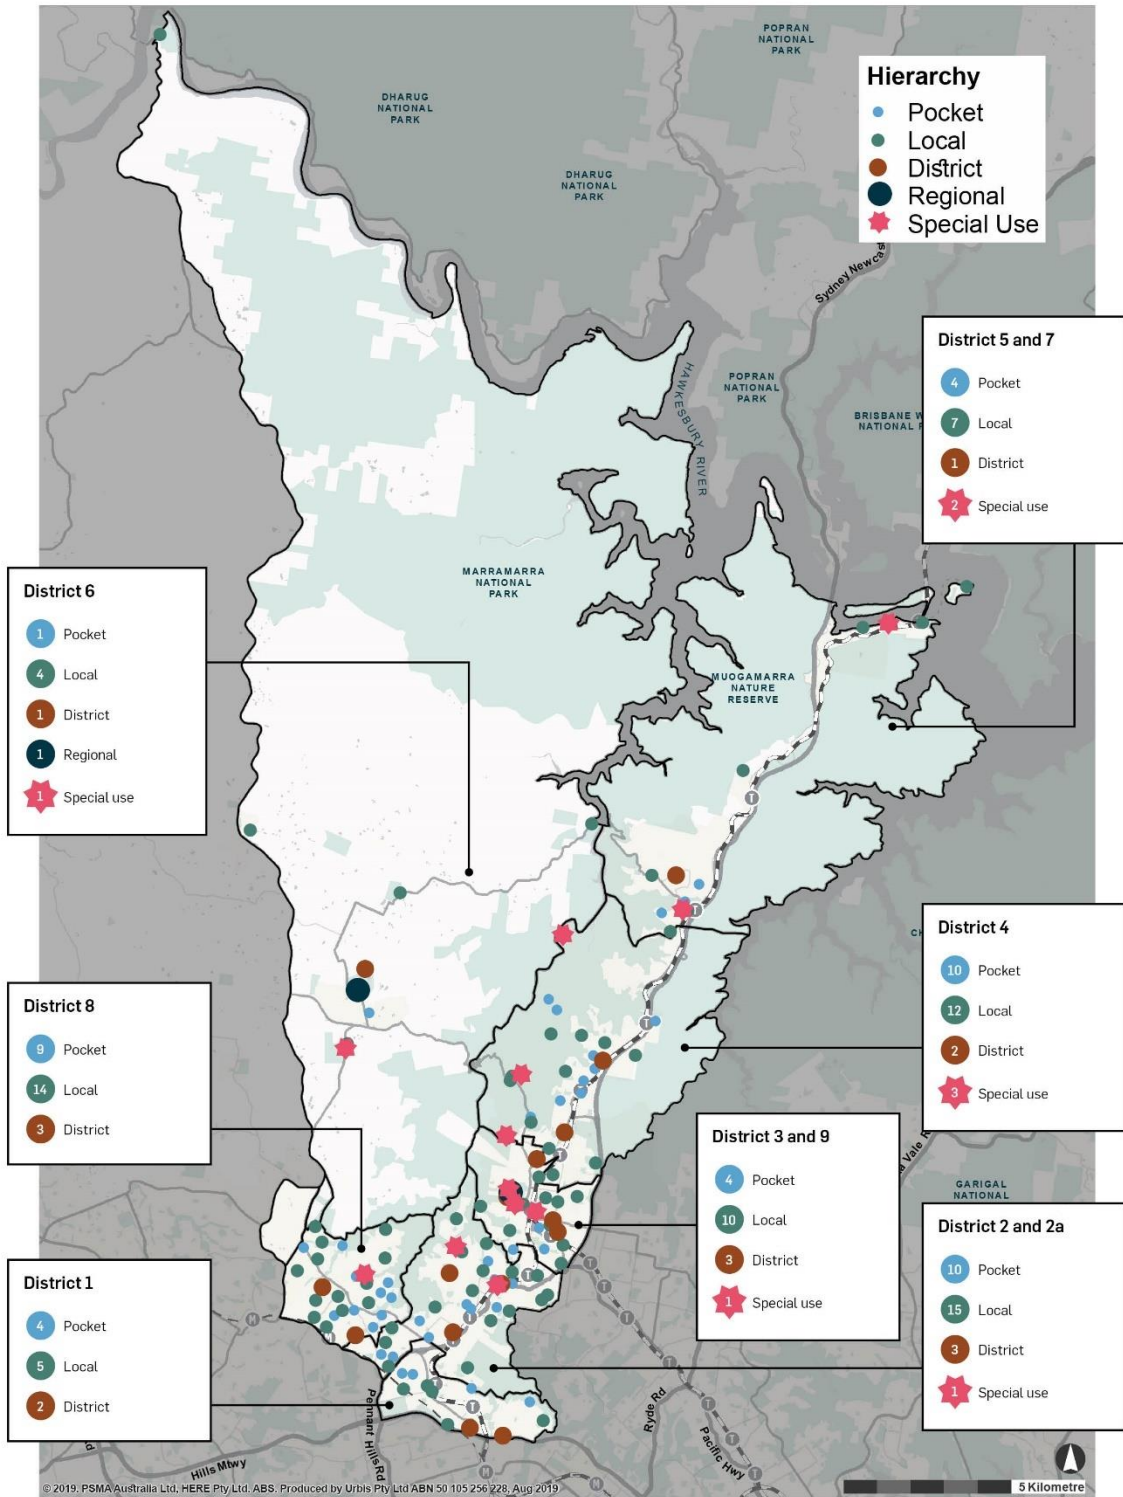 POPRAN
NATIONAL
PARK
DHARUG
NATIONAL
PARK
DHARUG
NATIONAL
PARK
Hierarchy
Pocket
Local
District
Regional
Special Use
Sydney Newcas
HAWKESBURY RIVER
POPRAN
NATIONAL
PARK
BRISBANE W
NATIONAL P
District 5 and 7
4 Pocket
7 Local
1 District
2 Special use
MARRAMARRA
NATIONAL
PARK
MUOGAMARRA
NATURE
RESERVE
District 6
1 Pocket
4 Local
1 District
1 Regional
1 Special use
T
T
T
T
CH
District 4
10 Pocket
12 Local
2 District
3 Special use
District 8
9 Pocket
14 Local
3 District
District 3 and 9
4 Pocket
10 Local
3 District
1 Special use
a Vale R
GARIGAL
NATIONAL
District 2 and 2a
10 Pocket
15 Local
3 District
1 Special use
District 1
4 Pocket
5 Local
2 District
M
M
T
T
T
T
T
T
M
Pennant Hills Rd
Ryde Rd
Pacific Hwy
Hills Mtwy
Rd
5 Kilometre
© 2019. PSMA Australia Ltd, HERE Pty Ltd. ABS. Produced by Urbis Pty Ltd ABN 50 105 256 228, Aug 2019